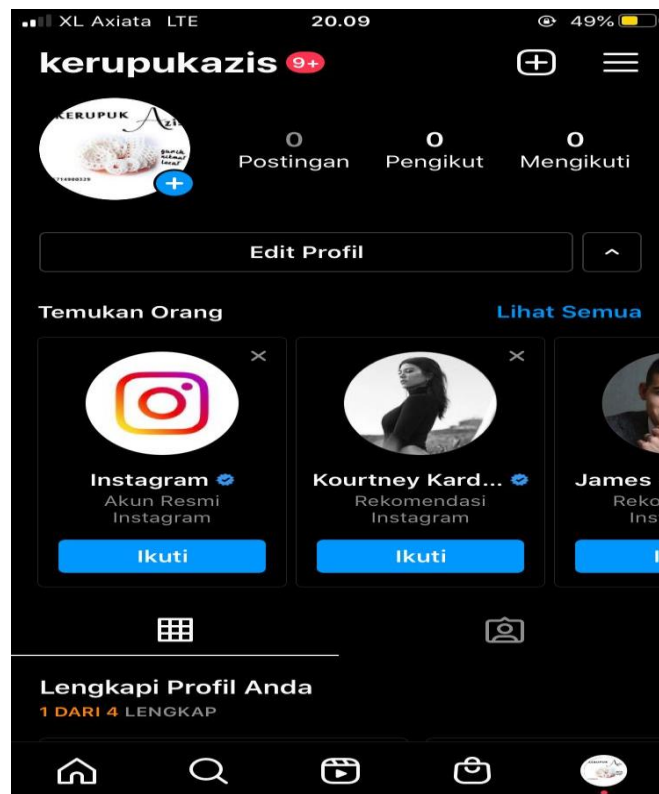 XL Axiata LTE 20.09 49%
kerupukazis 9+
KERUPUK Azis
0 0 0
Postingan Pengikut Mengikuti
Edit Profil
Temukan Orang Lihat Semua
Instagram Kourtney Kard... James
Akun Resmi Rekomendasi
Instagram Instagram
Ikuti Ikuti
Lengkapi Profil Anda
1 DARI 4 LENGKAP